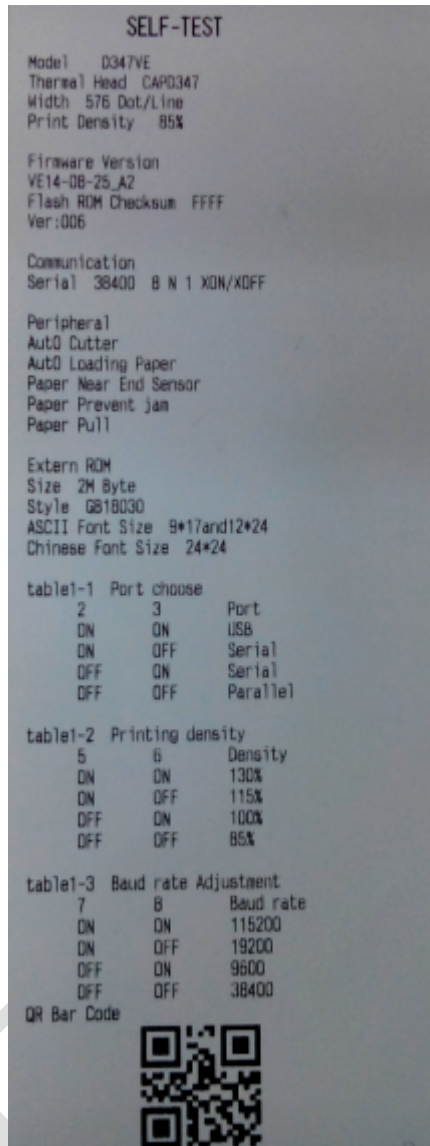 SELF-TEST
Model D347VE
Thermal Head CAPD347
Width 576 Dot/Line
Print Density 85%
Firmware Version
VE14-08-25_A2
Flash ROM Checksum FFFF
Ver:006
Communication
Serial 38400 8 N 1 XON/XOFF
Peripheral
AutO Cutter
AutO Loading Paper
Paper Near End Sensor
Paper Prevent jam
Paper Pull
Extern ROM
Size 2M Byte
Style GB18030
ASCII Font Size 9*17and12*24
Chinese Font Size 24*24
table1-1 Port choose
2 3 Port
ON ON USB
ON OFF Serial
OFF ON Serial
OFF OFF Parallel
table1-2 Printing density
5 6 Density
ON ON 130%
ON OFF 115%
OFF ON 100%
OFF OFF 85%
table1-3 Baud rate Adjustment
7 8 Baud rate
ON ON 115200
ON OFF 19200
OFF ON 9600
OFF OFF 38400
QR Bar Code